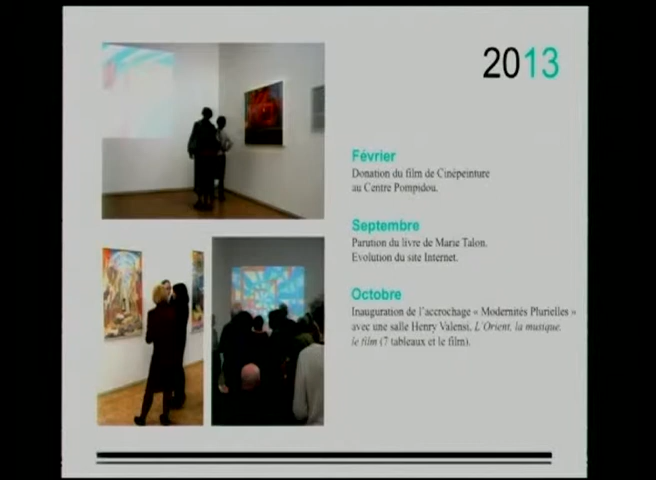 2013
Février
Donation du film de Cinépeinture
au Centre Pompidou.
Septembre
Parution du livre de Marie Talon.
Evolution du site Internet.
Octobre
Inauguration de l'accrochage « Modernités Plurielles »
avec une salle Henry Valensi, L'Orient, la musique,
le film (7 tableaux et le film).